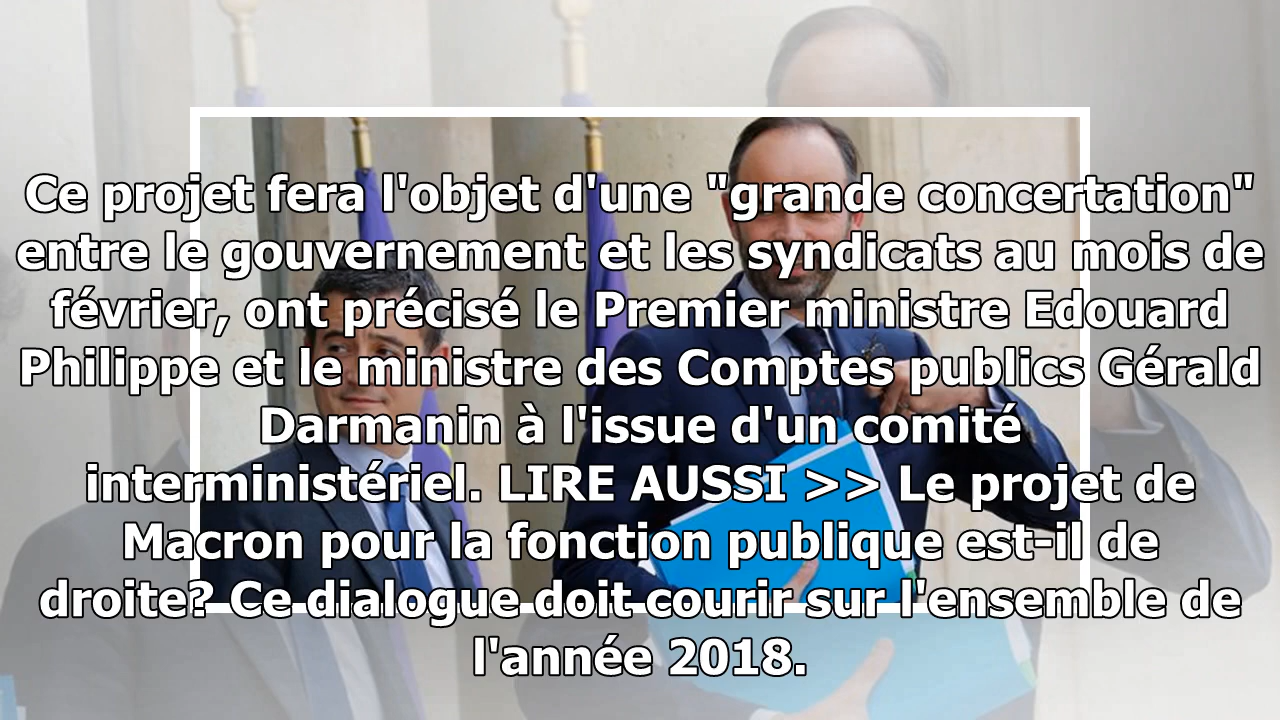 Ce projet fera l'objet d'une "grande concertation"
entre le gouvernement et les syndicats au mois de
février, ont précisé le Premier ministre Edouard
Philippe et le ministre des Comptes publics Gérald
Darmanin à l'issue d'un comité
interministériel. LIRE AUSSI >> Le projet de
Macron pour la fonction publique est-il de
droite? Ce dialogue doit courir sur l'ensemble de
l'année 2018.